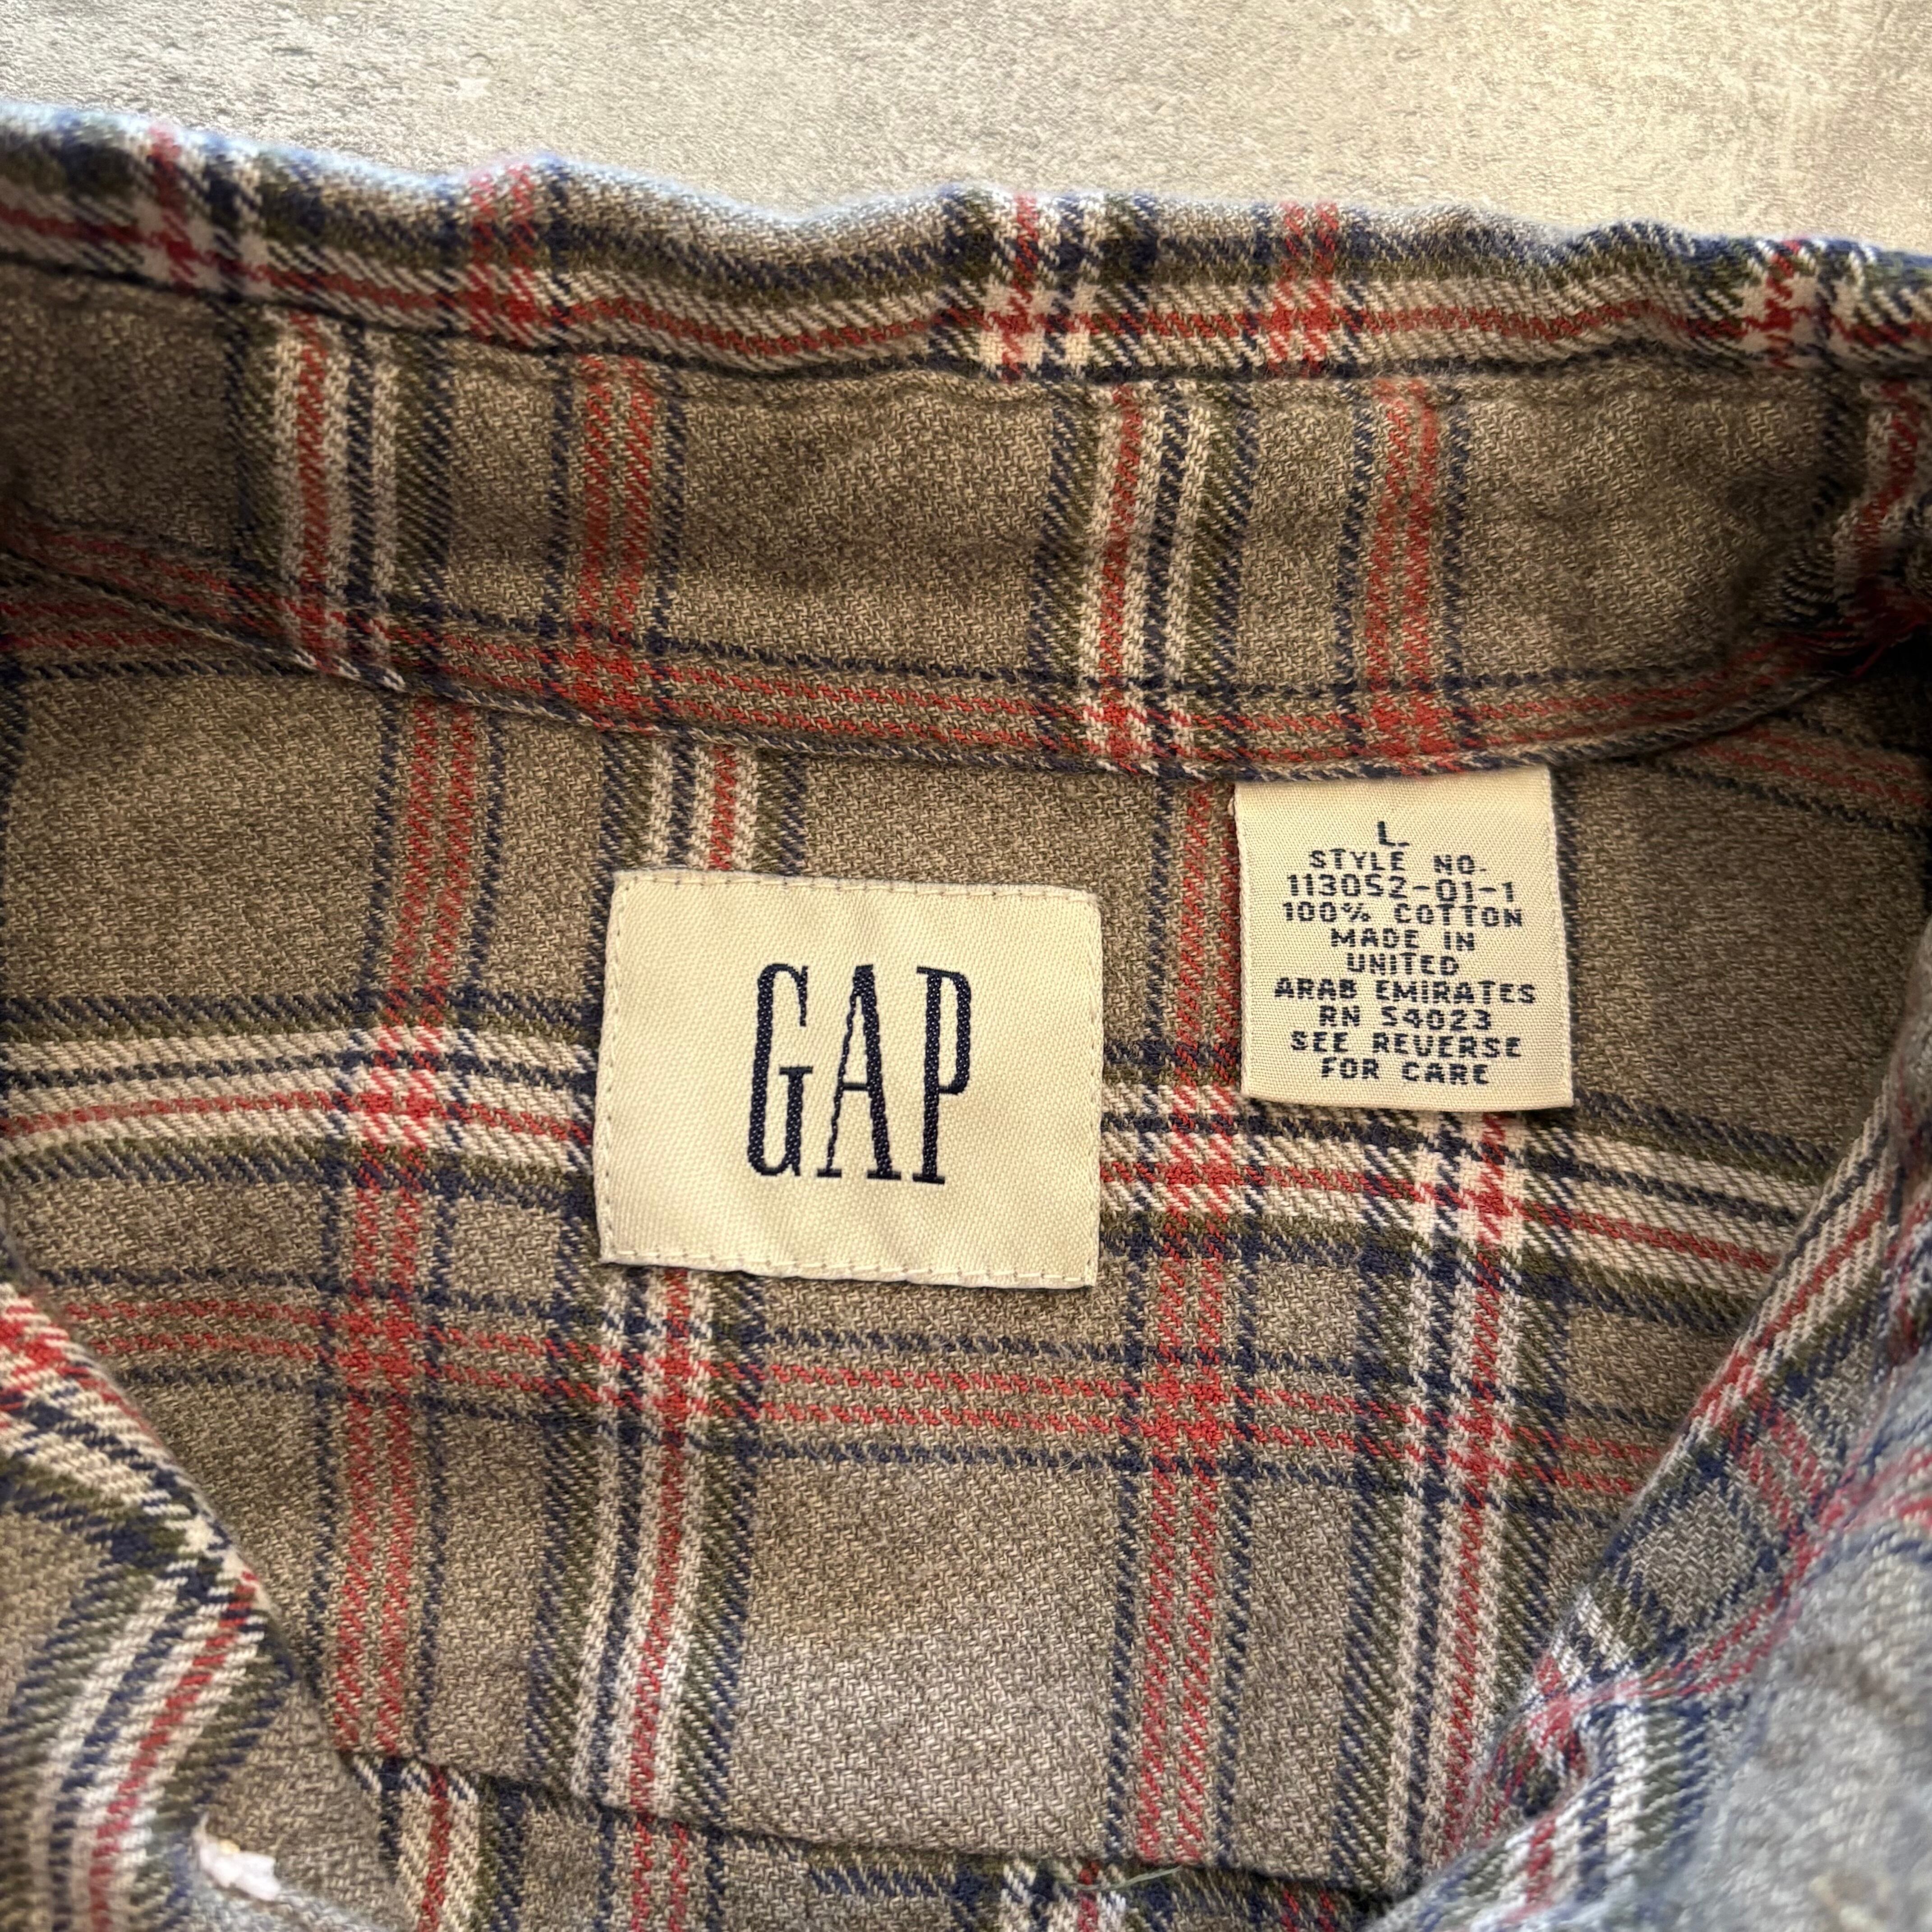 GAP
L
STYLE NO.
113052-01-1
100% COTTON
MADE IN
UNITED
ARAB EMIRATES
RN 54023
SEE REVERSE
FOR CARE